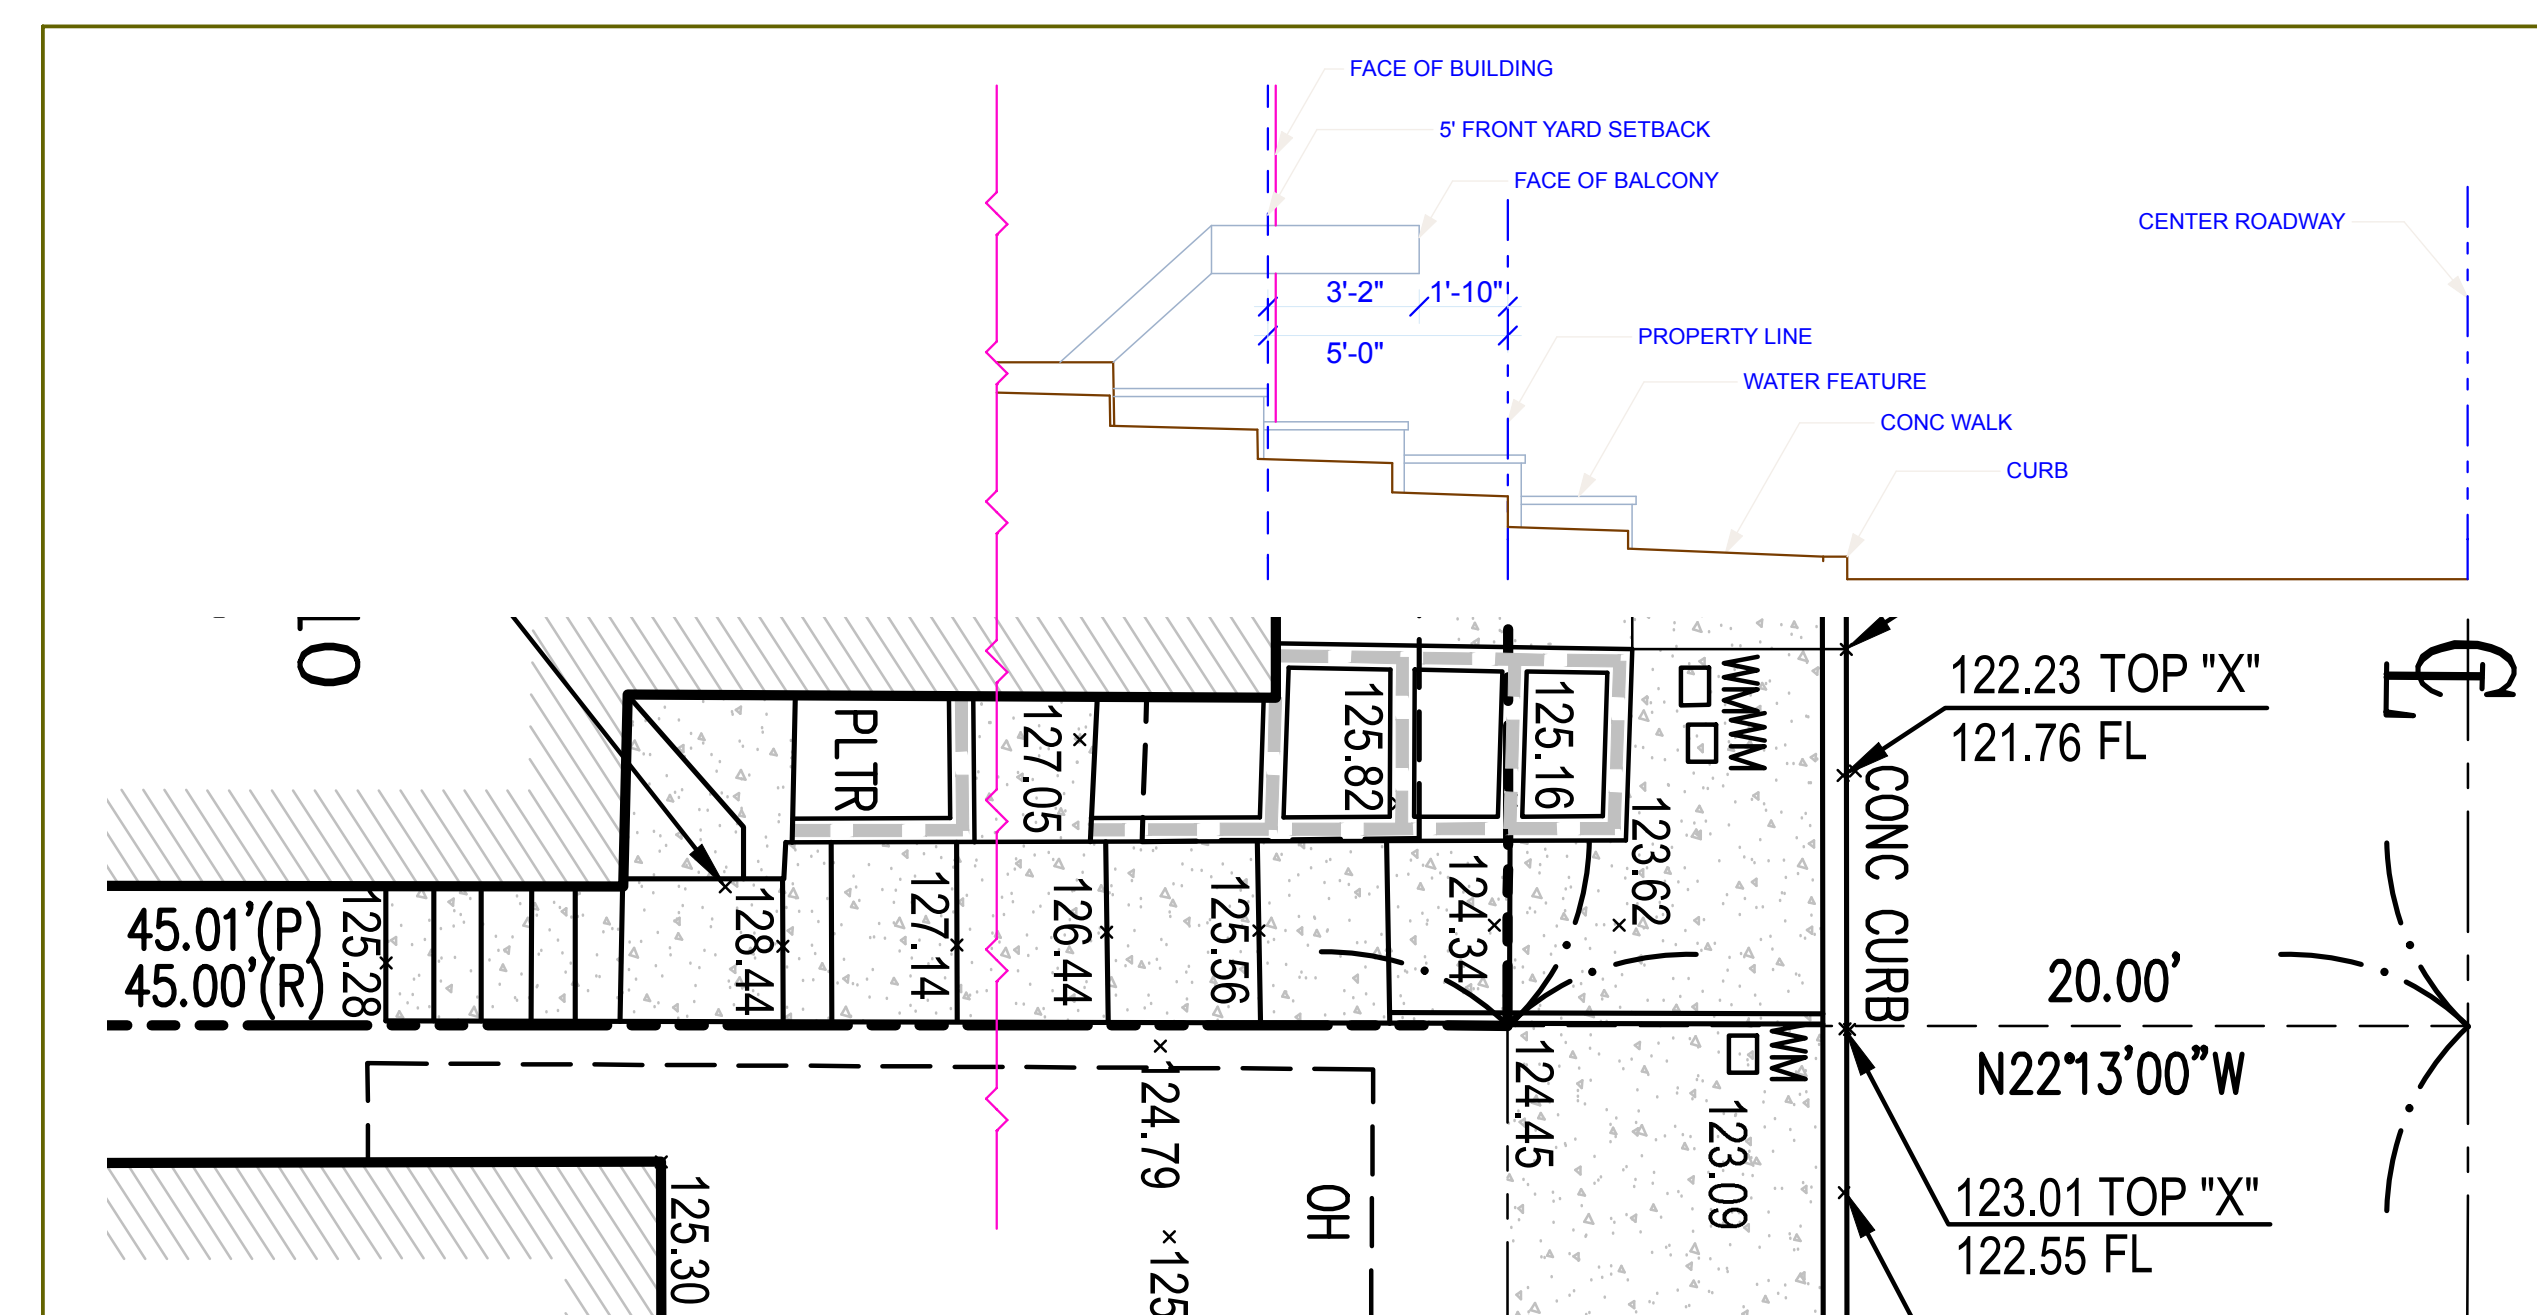 FACE OF BUILDING
5' FRONT YARD SETBACK
FACE OF BALCONY
CENTER ROADWAY
3'-2"
1'-10"
5'-0"
PROPERTY LINE
WATER FEATURE
CONC WALK
CURB
122.23 TOP "X"
121.76 FL
PLTR
127.05
125.82
125.16
WMWM
123.62
CONC CURB
45.01'(P)
45.00'(R)
125.28
128.44
127.14
126.44
125.56
124.34
20.00'
N22°13'00"W
WM
124.79
124.45
123.09
OH
125.30
125
123.01 TOP "X"
122.55 FL